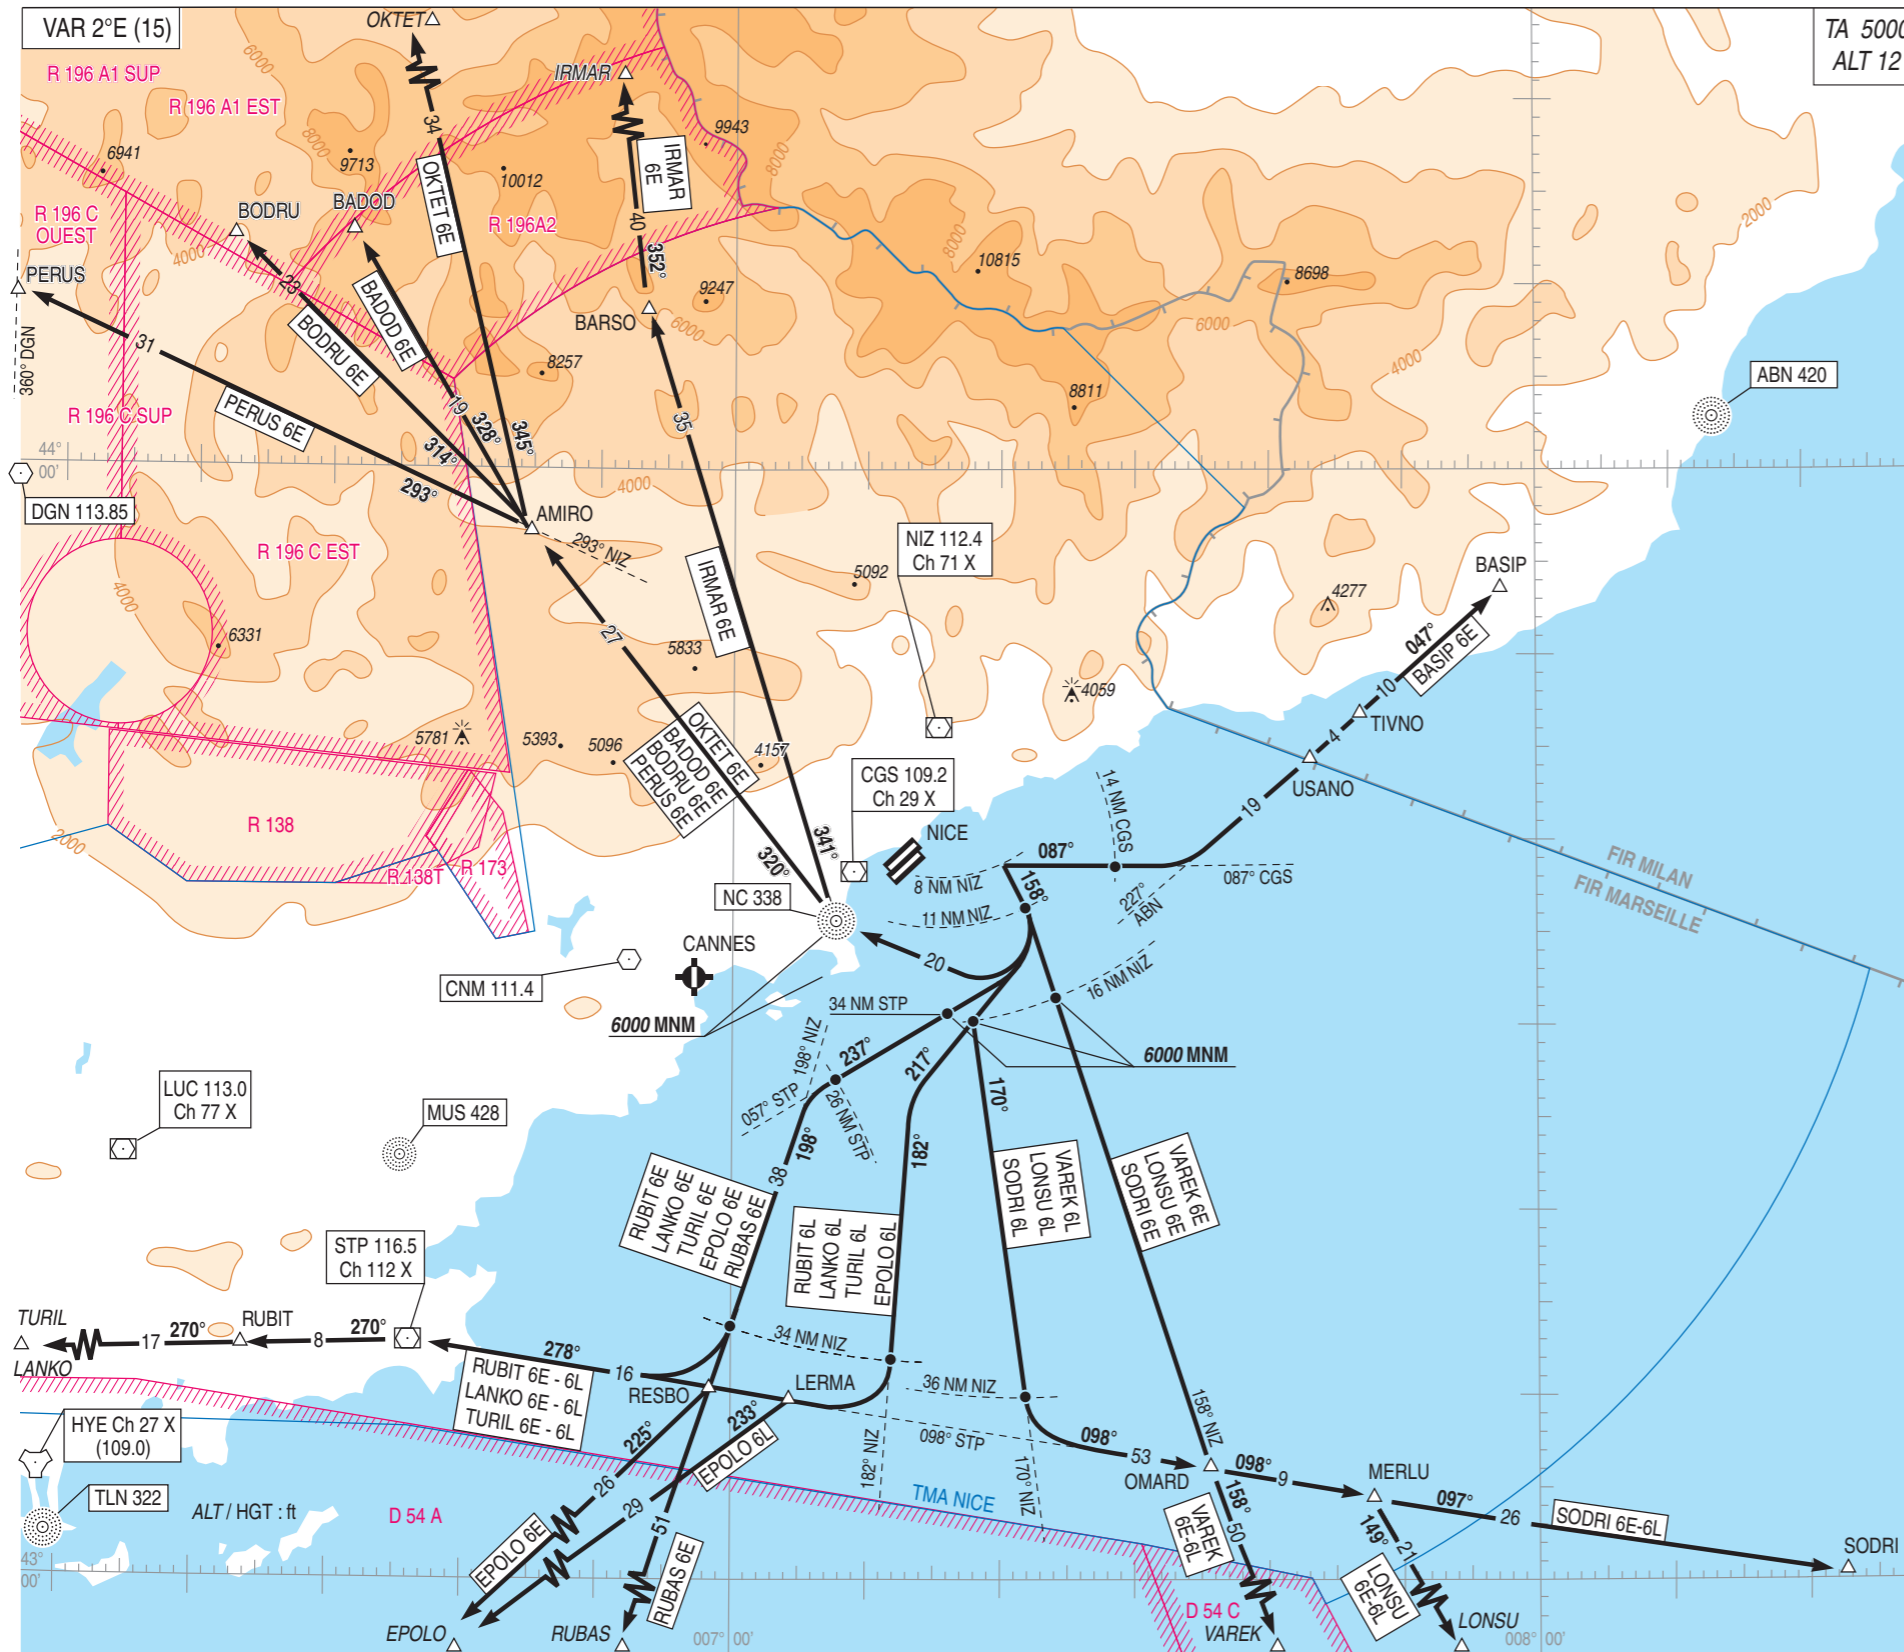 VAR 2°E (15)
OKTET
TA 5000
ALT 12
R 196 A1 SUP
6000
IRMAR
R 196 A1 EST
34
8000
9943
6941
9713
10012
OKTET 6E
IRMAR
6E
8000
R 196 C
OUEST
BODRU
BADOD
R 196A2
40
2000
4000
352°
8000
10815
8698
PERUS
23
9247
BARSO
6000
6000
31
BODRU 6E
BADOD 6E
360° DGN
8257
4000
ABN 420
8811
PERUS 6E
R 196 C SUP
19
328°
345°
35
314°
44°
00'
293°
4000
DGN 113.85
AMIRO
293° NIZ
NIZ 112.4
Ch 71 X
R 196 C EST
5092
BASIP
4000
IRMAR 6E
4277
6331
27
5833
047°
BASIP 6E
10
4059
TIVNO
5781
5393
5096
OKTET 6E
BADOD 6E
BODRU 6E
PERUS 6E
4157
4
CGS 109.2
Ch 29 X
14 NM CGS
USANO
19
R 138
2000
NICE
341°
320°
087°
FIR MILAN
FIR MARSEILLE
R 138T
R 173
8 NM NIZ
158°
087° CGS
NC 338
227°
ABN
11 NM NIZ
CANNES
20
CNM 111.4
16 NM NIZ
34 NM STP
6000 MNM
198° NIZ
237°
217°
6000 MNM
LUC 113.0
Ch 77 X
057° STP
26 NM STP
170°
MUS 428
198°
182°
38
RUBIT 6E
LANKO 6E
TURIL 6E
EPOLO 6E
RUBAS 6E
RUBIT 6L
LANKO 6L
TURIL 6L
EPOLO 6L
VAREK 6L
LONSU 6L
SODRI 6L
VAREK 6E
LONSU 6E
SODRI 6E
STP 116.5
Ch 112 X
TURIL
17
270°
RUBIT
8
270°
34 NM NIZ
LANKO
278°
16
RUBIT 6E - 6L
LANKO 6E - 6L
TURIL 6E - 6L
RESBO
LERMA
36 NM NIZ
158° NIZ
HYE Ch 27 X
(109.0)
225°
233°
EPOLO 6L
182° NIZ
098° STP
098°
53
OMARD
098°
9
MERLU
170° NIZ
TLN 322
ALT / HGT : ft
D 54 A
26
29
51
TMA NICE
158°
097°
26
SODRI 6E-6L
VAREK
6E-6L
50
149°
21
SODRI
43°
00'
EPOLO 6E
RUBAS 6E
LONSU
6E-6L
D 54 C
EPOLO
RUBAS
007° 00'
VAREK
LONSU
008° 00'